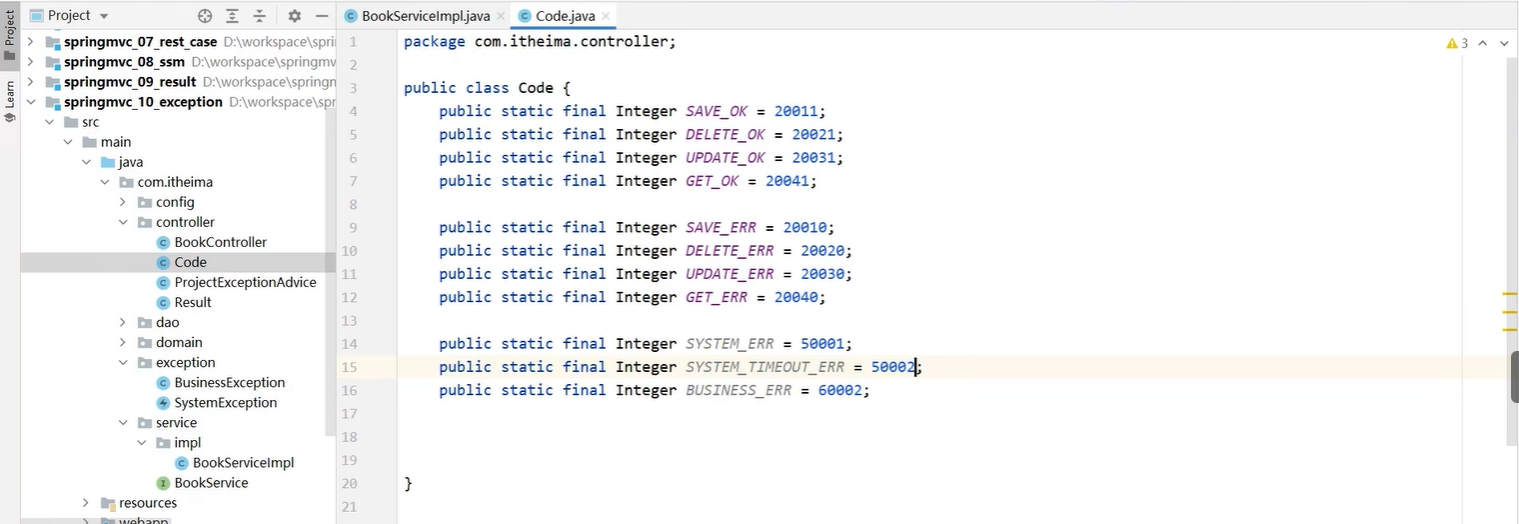 Project
Learn
Project
springmvc_07_rest_case D:\workspace\spri
springmvc_08_ssm D:\workspace\springmv
springmvc_09_result D:\workspace\springn
springmvc_10_exception D:\workspace\spr
src
main
java
com.itheima
config
controller
BookController
Code
ProjectExceptionAdvice
Result
dao
domain
exception
BusinessException
SystemException
service
impl
BookServiceImpl
BookService
resources
webapp
BookServiceImpl.java Code.java
3
1 package com.itheima.controller;
2
3 public class Code {
4 public static final Integer SAVE_OK = 20011;
5 public static final Integer DELETE_OK = 20021;
6 public static final Integer UPDATE_OK = 20031;
7 public static final Integer GET_OK = 20041;
8
9 public static final Integer SAVE_ERR = 20010;
10 public static final Integer DELETE_ERR = 20020;
11 public static final Integer UPDATE_ERR = 20030;
12 public static final Integer GET_ERR = 20040;
13
14 public static final Integer SYSTEM_ERR = 50001;
15 public static final Integer SYSTEM_TIMEOUT_ERR = 50002;
16 public static final Integer BUSINESS_ERR = 60002;
17
18
19
20 }
21